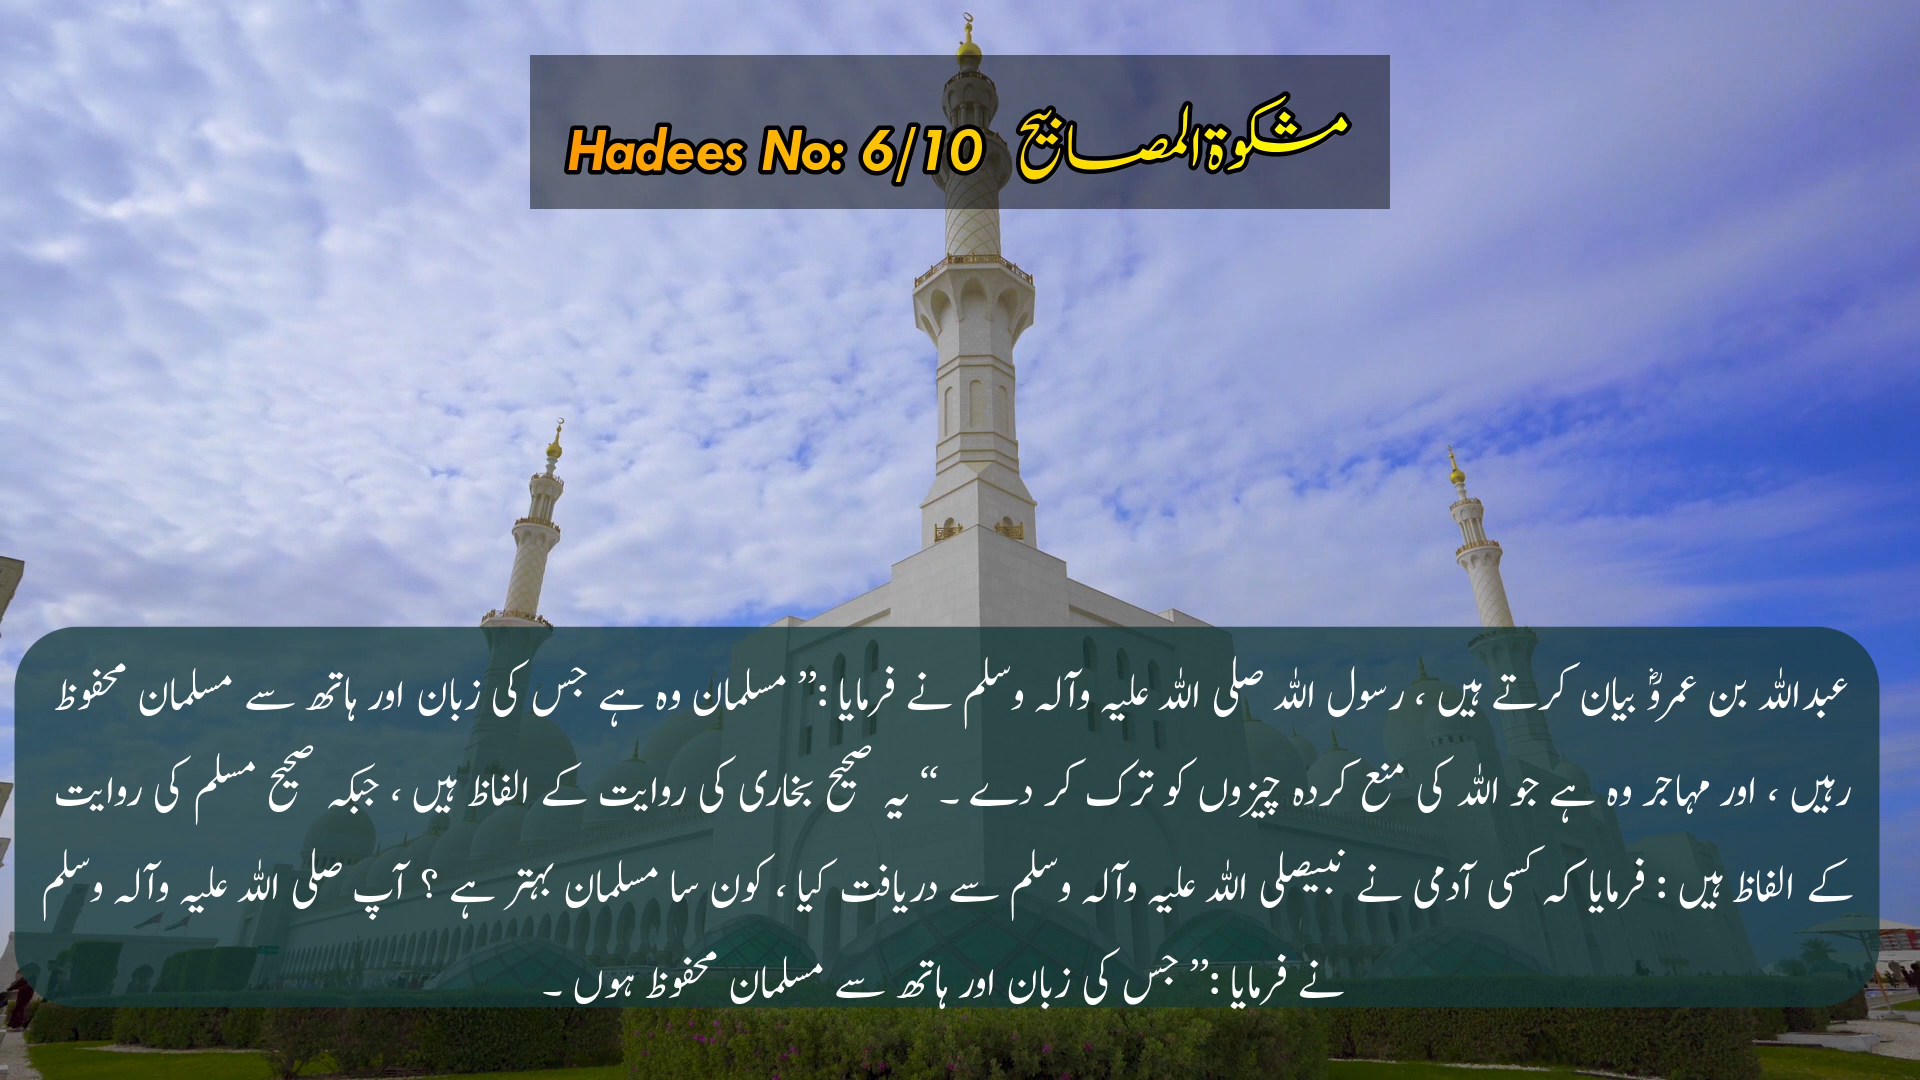 مشکوۃ المصابیح Hadees No: 6/10
عبداللہ بن عمروؓ بیان کرتے ہیں ، رسول اللہ صلی اللہ علیہ وآلہ وسلم نے فرمایا :’’ مسلمان وہ ہے جس کی زبان اور ہاتھ سے مسلمان محفوظ
رہیں ، اور مہاجر وہ ہے جو اللہ کی منع کردہ چیزوں کو ترک کر دے ۔‘‘ یہ صحیح بخاری کی روایت کے الفاظ ہیں ، جبکہ صحیح مسلم کی روایت
کے الفاظ ہیں : فرمایا کہ کسی آدمی نے نبیصلی اللہ علیہ وآلہ وسلم سے دریافت کیا ، کون سا مسلمان بہتر ہے ؟ آپ صلی اللہ علیہ وآلہ وسلم
نے فرمایا :’’ جس کی زبان اور ہاتھ سے مسلمان محفوظ ہوں ۔